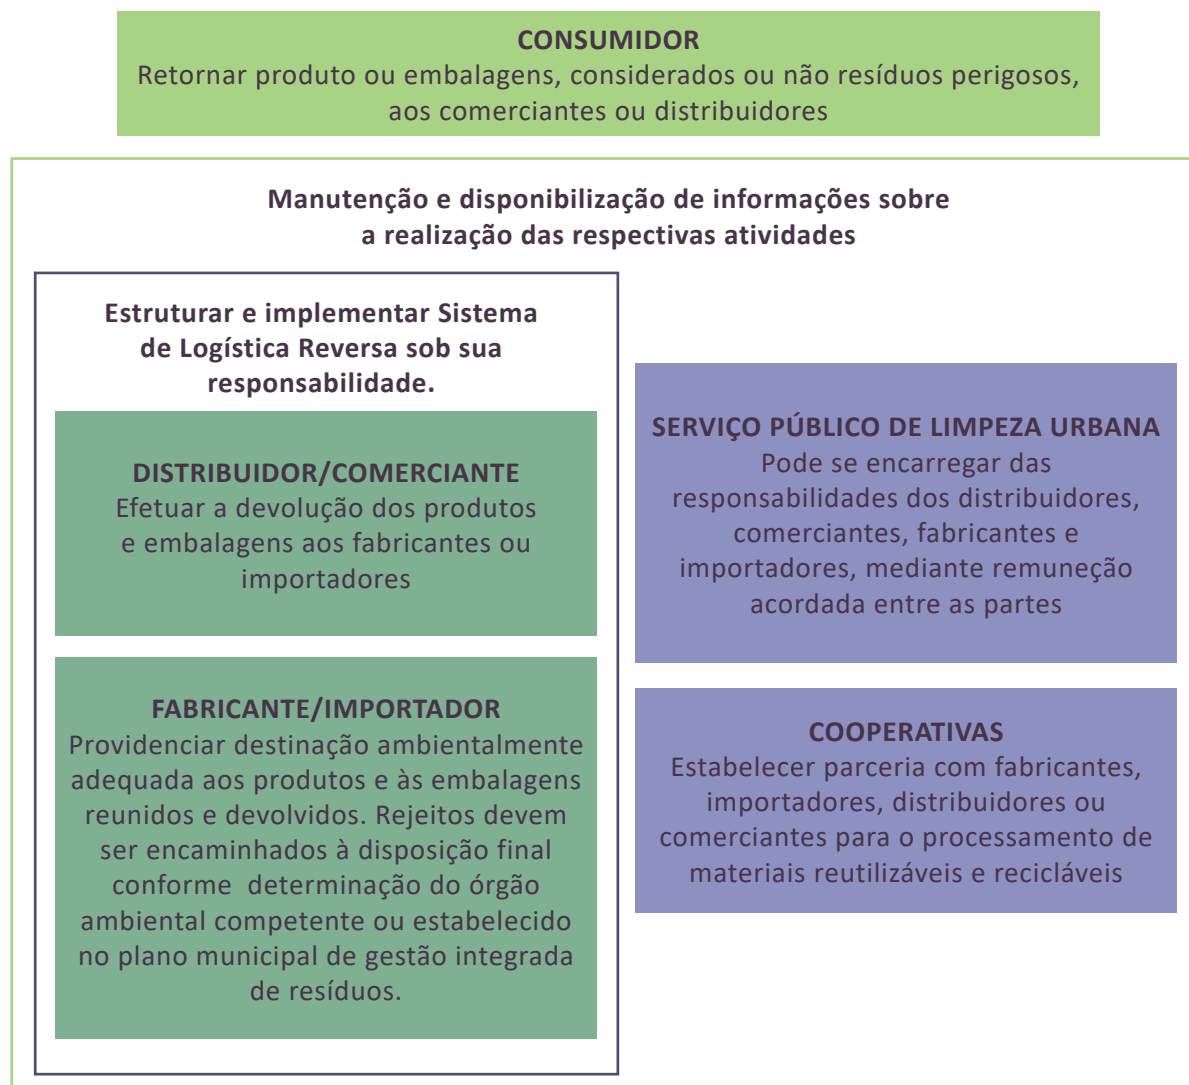 CONSUMIDOR
Retornar produto ou embalagens, considerados ou não resíduos perigosos,
aos comerciantes ou distribuidores
Manutenção e disponibilização de informações sobre
a realização das respectivas atividades
Estruturar e implementar Sistema
de Logística Reversa sob sua
responsabilidade.
DISTRIBUIDOR/COMERCIANTE
Efetuar a devolução dos produtos
e embalagens aos fabricantes ou
importadores
FABRICANTE/IMPORTADOR
Providenciar destinação ambientalmente
adequada aos produtos e às embalagens
reunidos e devolvidos. Rejeitos devem
ser encaminhados à disposição final
conforme  determinação do órgão
ambiental competente ou estabelecido
no plano municipal de gestão integrada
de resíduos.
SERVIÇO PÚBLICO DE LIMPEZA URBANA
Pode se encarregar das
responsabilidades dos distribuidores,
comerciantes, fabricantes e
importadores, mediante remuneção
acordada entre as partes
COOPERATIVAS
Estabelecer parceria com fabricantes,
importadores, distribuidores ou
comerciantes para o processamento de
materiais reutilizáveis e recicláveis